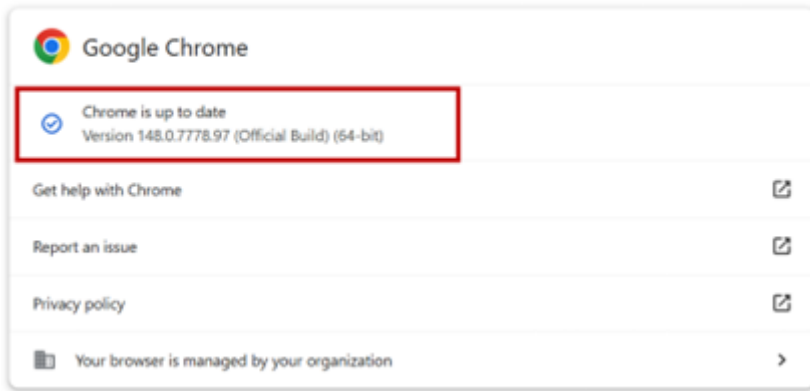 Google Chrome
Chrome is up to date
Version 148.0.7778.97 (Official Build) (64-bit)
Get help with Chrome
Report an issue
Privacy policy
Your browser is managed by your organization